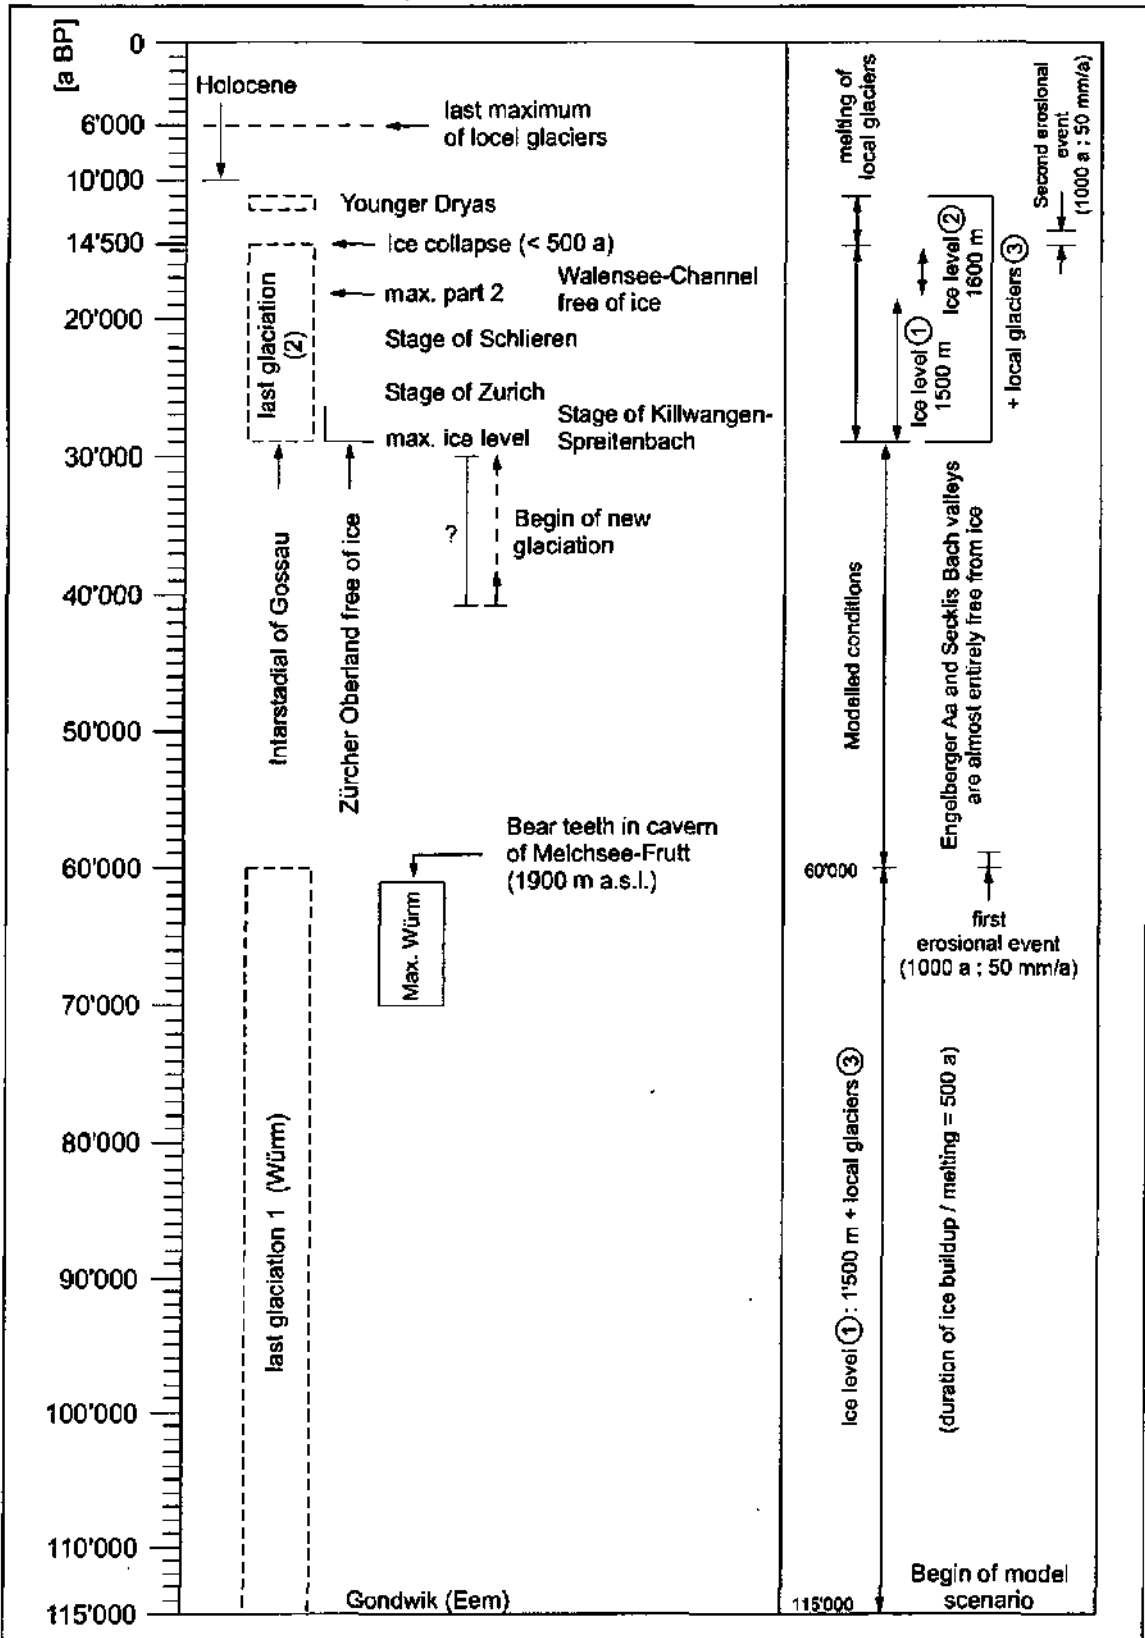 [a BP]
0
6'000
10'000
14'500
20'000
30'000
40'000
50'000
60'000
70'000
80'000
90'000
100'000
110'000
115'000
Holocene
last maximum
of locel glaciers
Younger Dryas
Ice collapse (< 500 a)
max. part 2
Walensee-Channel
free of ice
Stage of Schlieren
Stage of Zurich
max. ice level
Stage of Killwangen-
Spreitenbach
last glaciation
(2)
Intarstadial of Gossau
Zürcher Oberland free of ice
?
Begin of new
glaciation
Bear teeth in cavern
of Melchsee-Frutt
(1900 m a.s.l.)
Max. Würm
last glaciation 1 (Würm)
Gondwik (Eem)
melting of
local glaciers
Second erosional
event
(1000 a ; 50 mm/a)
Ice level 1
1500 m
Ice level 2
1600 m
+ local glaciers 3
Modelled conditions
Engelberger Aa and Secklis Bach valleys
are almost entirely free from ice
60'000
first
erosional event
(1000 a ; 50 mm/a)
Ice level 1 : 1'500 m + local glaciers 3
(duration of ice buildup / melting = 500 a)
115'000
Begin of model
scenario